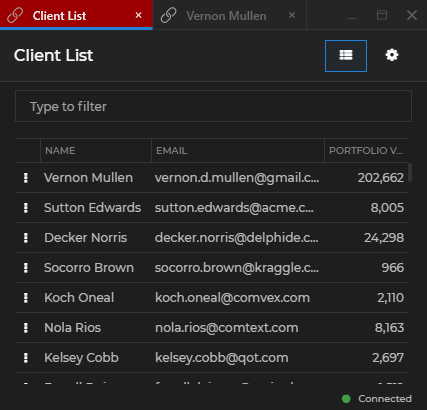 Client List × Vernon Mullen ×
Client List
Type to filter
NAME EMAIL PORTFOLIO V...
Vernon Mullen vernon.d.mullen@gmail.c... 202,662
Sutton Edwards sutton.edwards@acme.c... 8,005
Decker Norris decker.norris@delphide.c... 24,298
Socorro Brown socorro.brown@kraggle.c... 966
Koch Oneal koch.oneal@comvex.com 2,110
Nola Rios nola.rios@comtext.com 8,163
Kelsey Cobb kelsey.cobb@qot.com 2,697
Connected